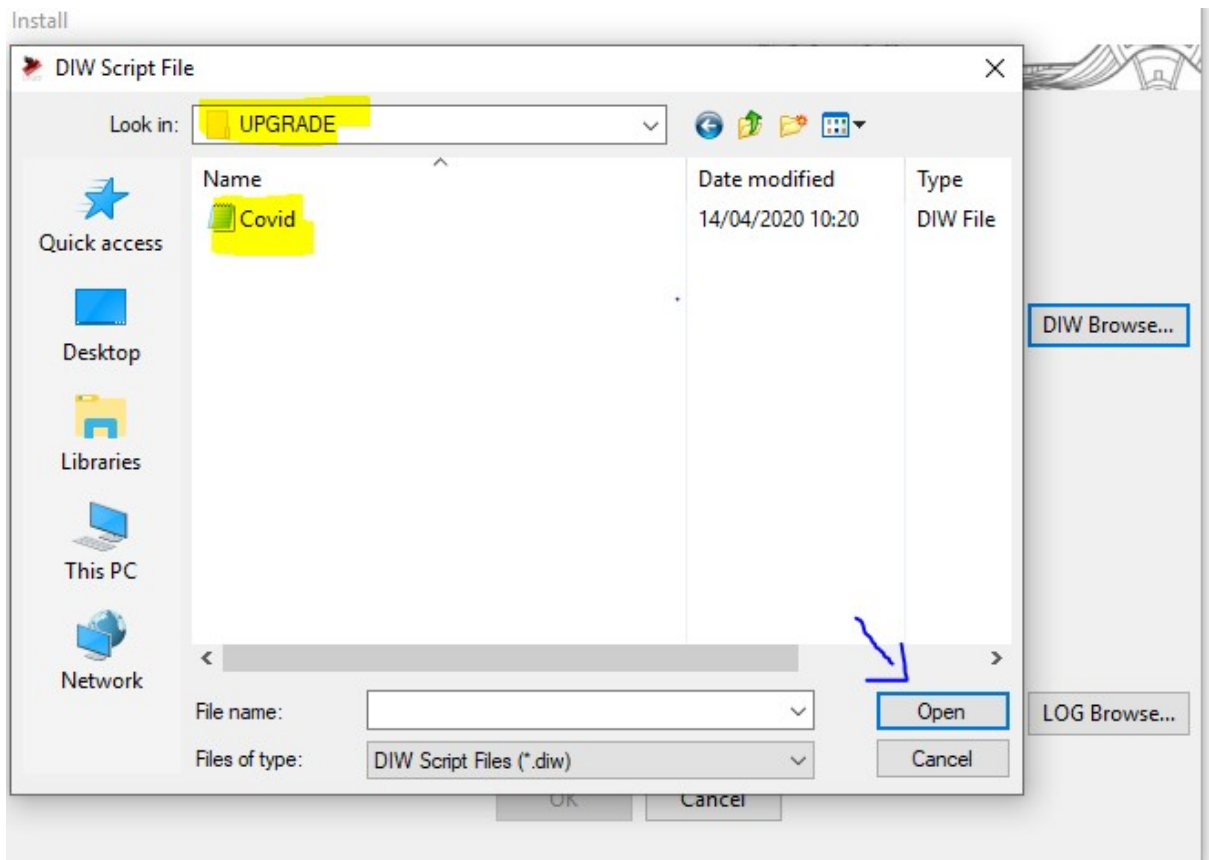 Install
DIW Script File
Look in: UPGRADE
Name Date modified Type
Covid 14/04/2020 10:20 DIW File
Quick access
DIW Browse...
Desktop
Libraries
This PC
Network
File name: Open LOG Browse...
Files of type: DIW Script Files (*.diw) Cancel
OK Cancel